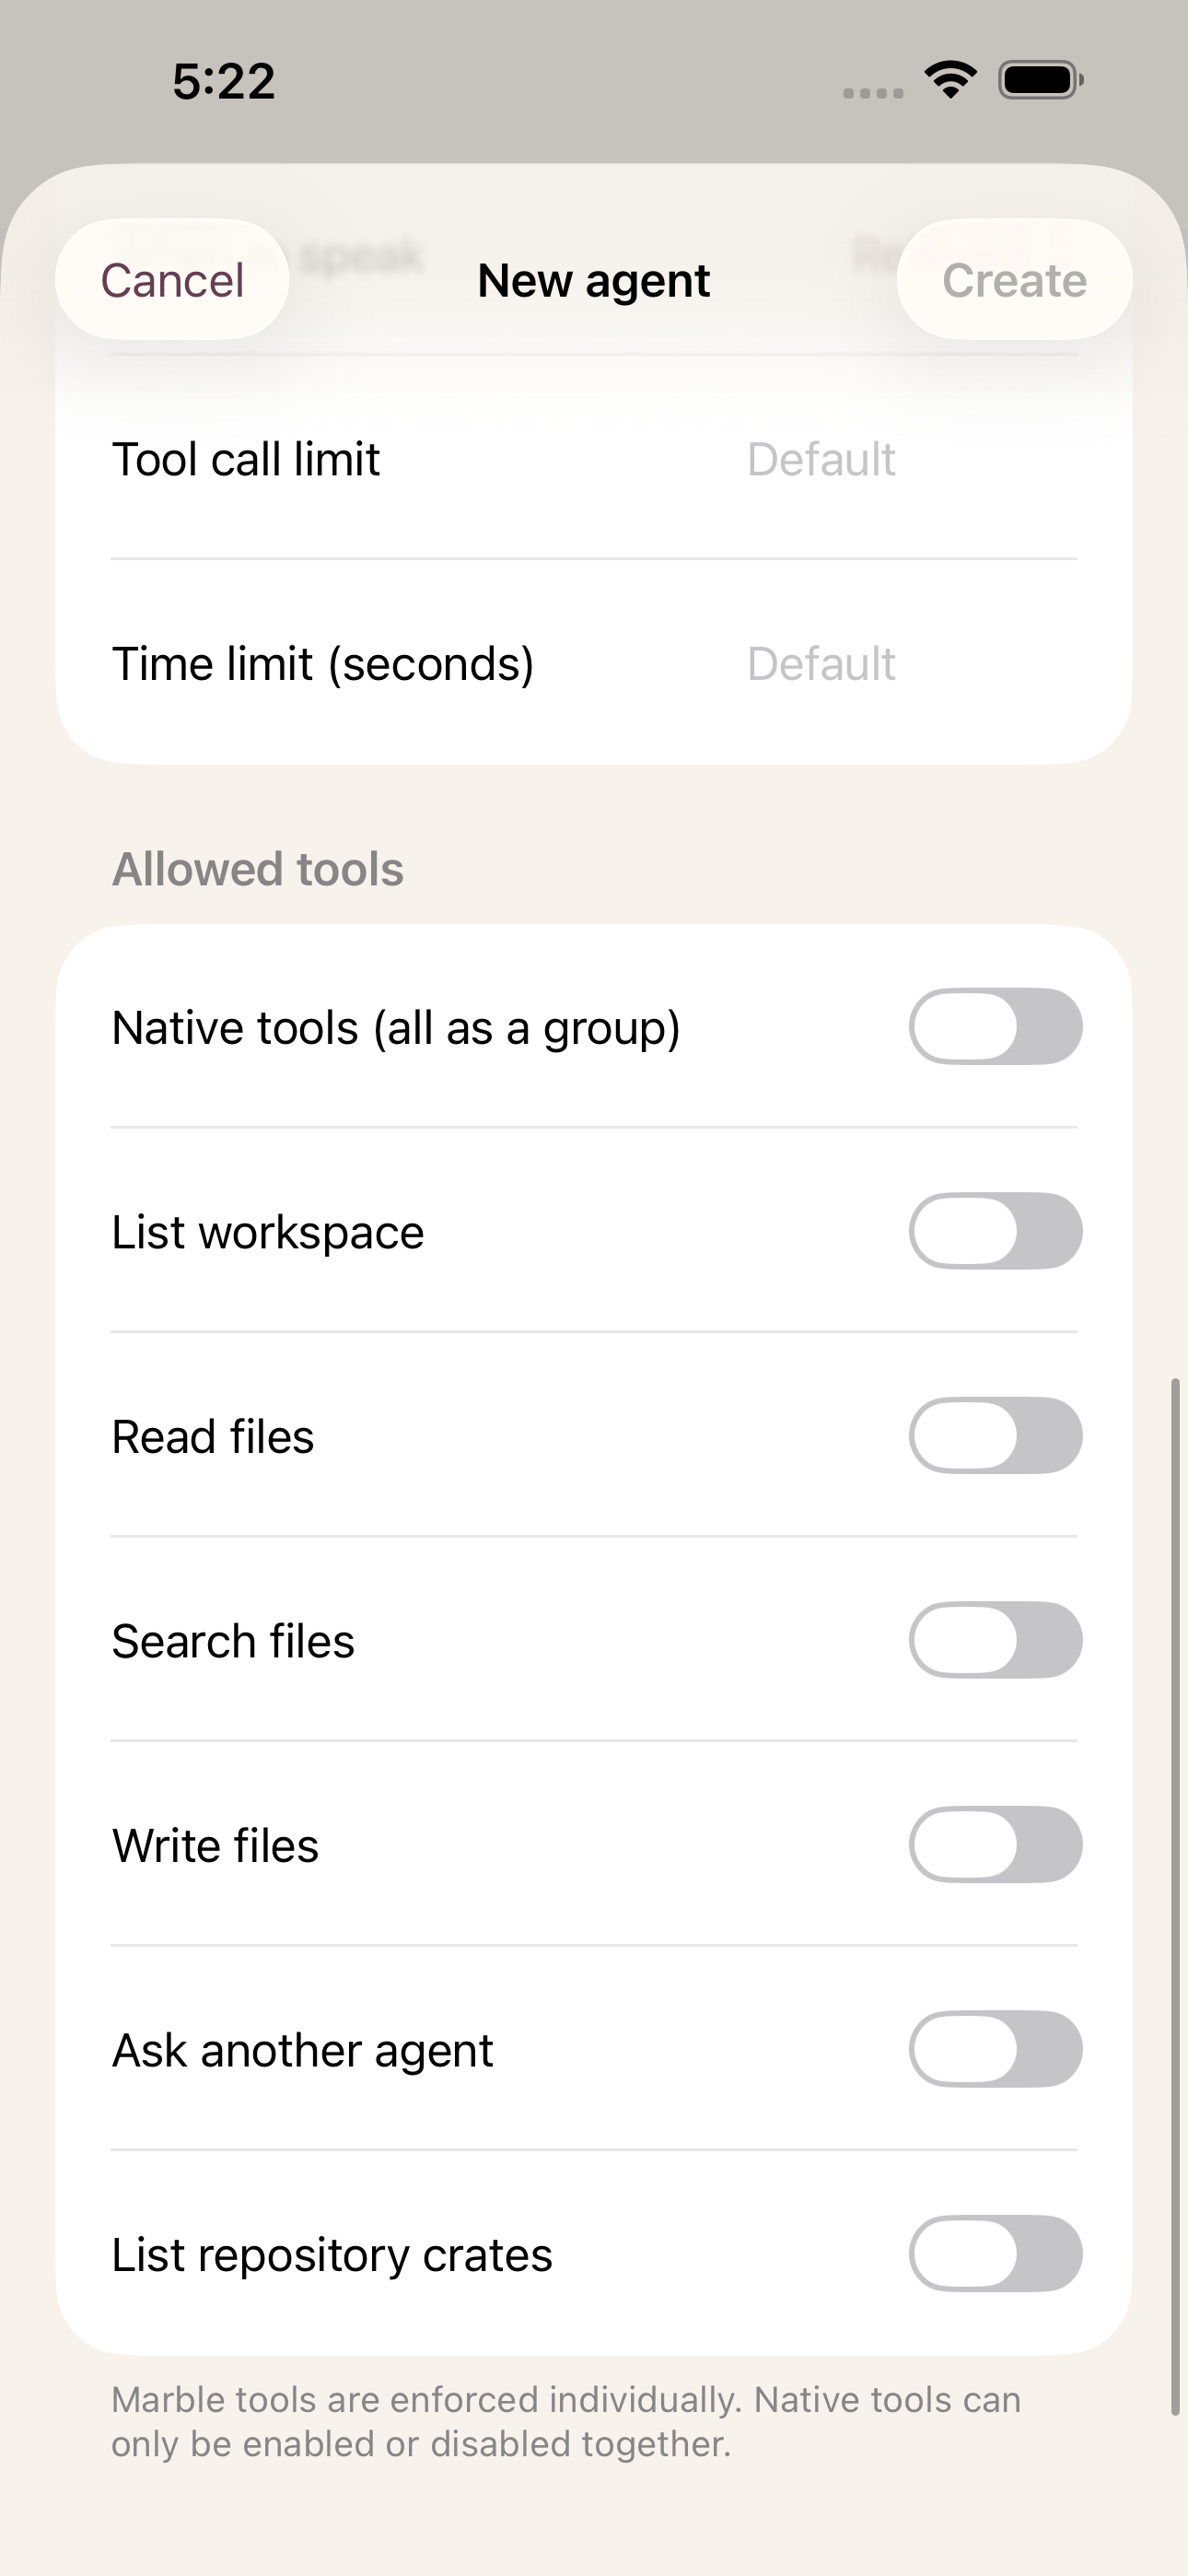 5:22
speak
Cancel
New agent
Create
Tool call limit
Default
Time limit (seconds)
Default
Allowed tools
Native tools (all as a group)
List workspace
Read files
Search files
Write files
Ask another agent
List repository crates
Marble tools are enforced individually. Native tools can
only be enabled or disabled together.